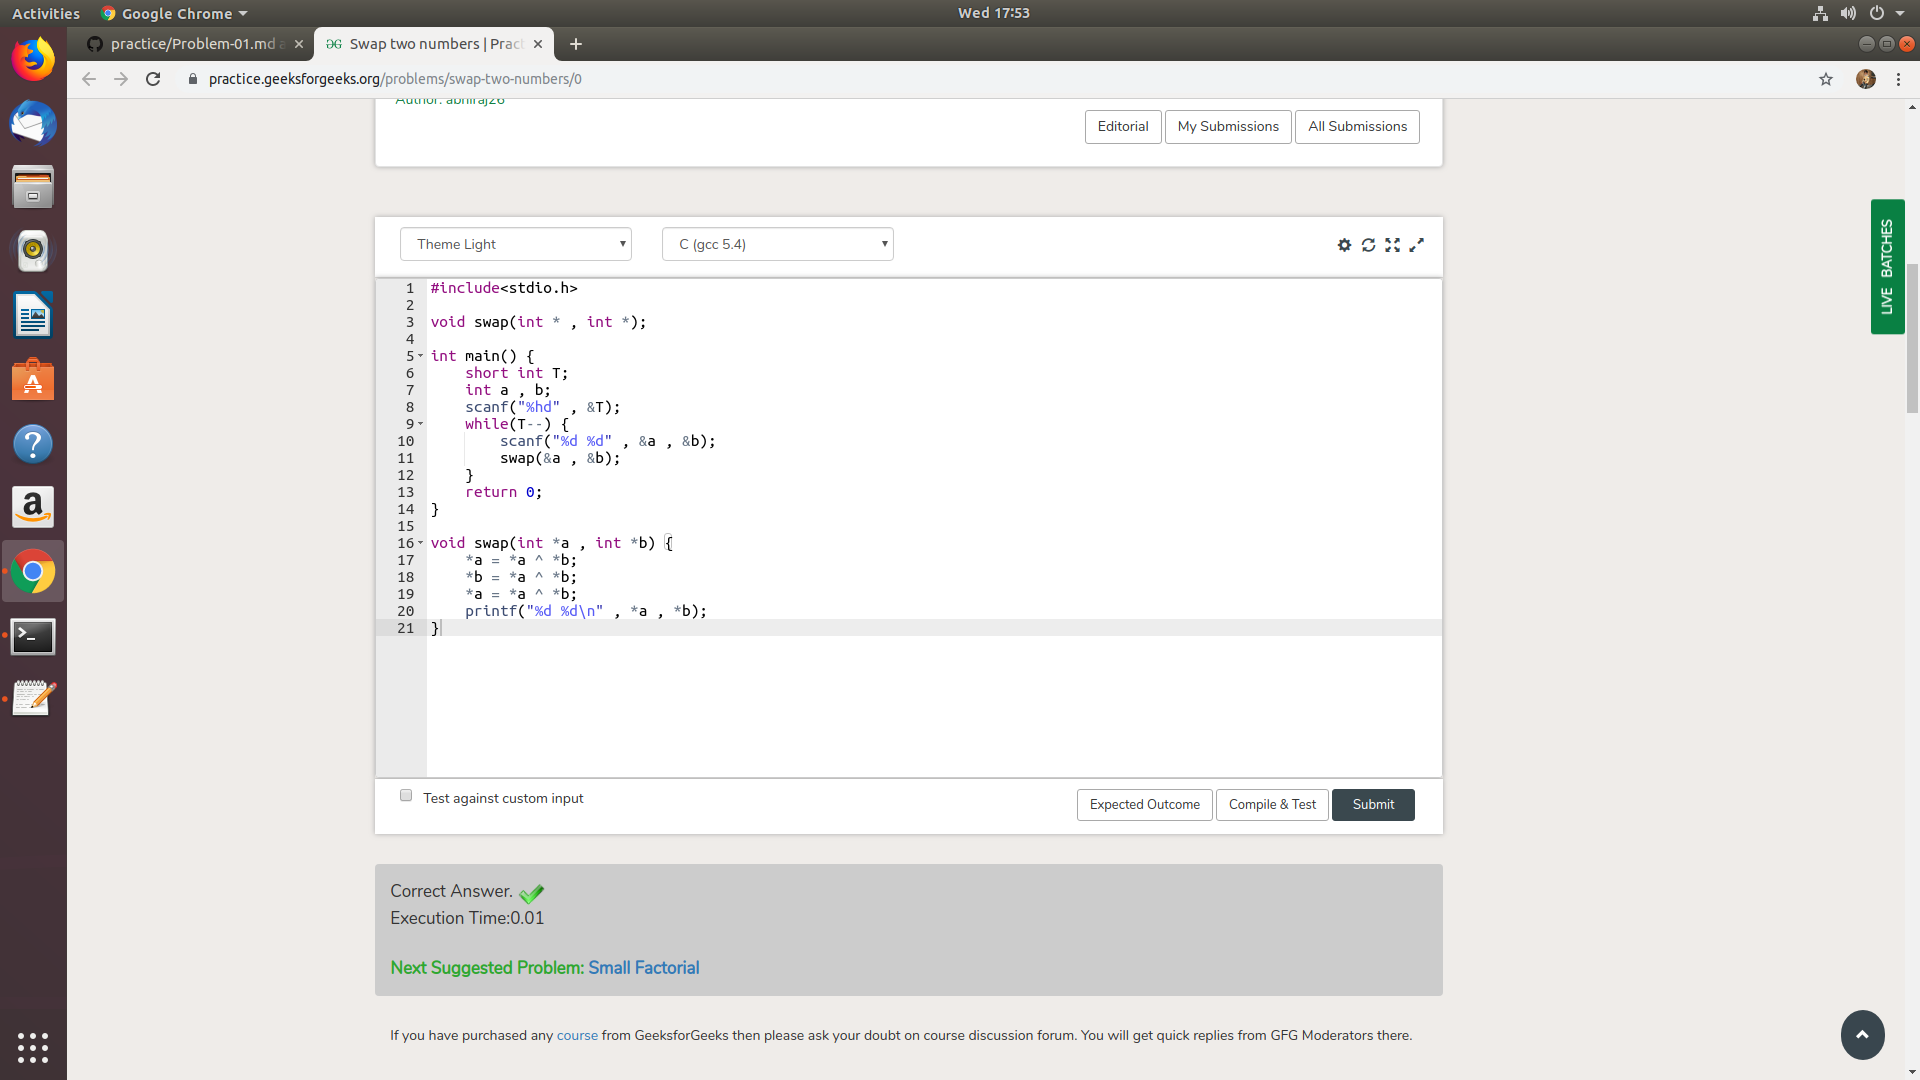 Activities
Google Chrome
Wed 17:53
practice/Problem-01.md a
Swap two numbers | Prac
practice.geeksforgeeks.org/problems/swap-two-numbers/0
Author: abhiraj26
Editorial
My Submissions
All Submissions
LIVE BATCHES
Theme Light
C (gcc 5.4)
1 #include<stdio.h>
2
3 void swap(int * , int *);
4
5 int main() {
6     short int T;
7     int a , b;
8     scanf("%hd" , &T);
9     while(T--) {
10         scanf("%d %d" , &a , &b);
11         swap(&a , &b);
12     }
13     return 0;
14 }
15
16 void swap(int *a , int *b) {
17     *a = *a ^ *b;
18     *b = *a ^ *b;
19     *a = *a ^ *b;
20     printf("%d %d\n" , *a , *b);
21 }
Test against custom input
Expected Outcome
Compile & Test
Submit
Correct Answer.
Execution Time:0.01
Next Suggested Problem: Small Factorial
If you have purchased any course from GeeksforGeeks then please ask your doubt on course discussion forum. You will get quick replies from GFG Moderators there.